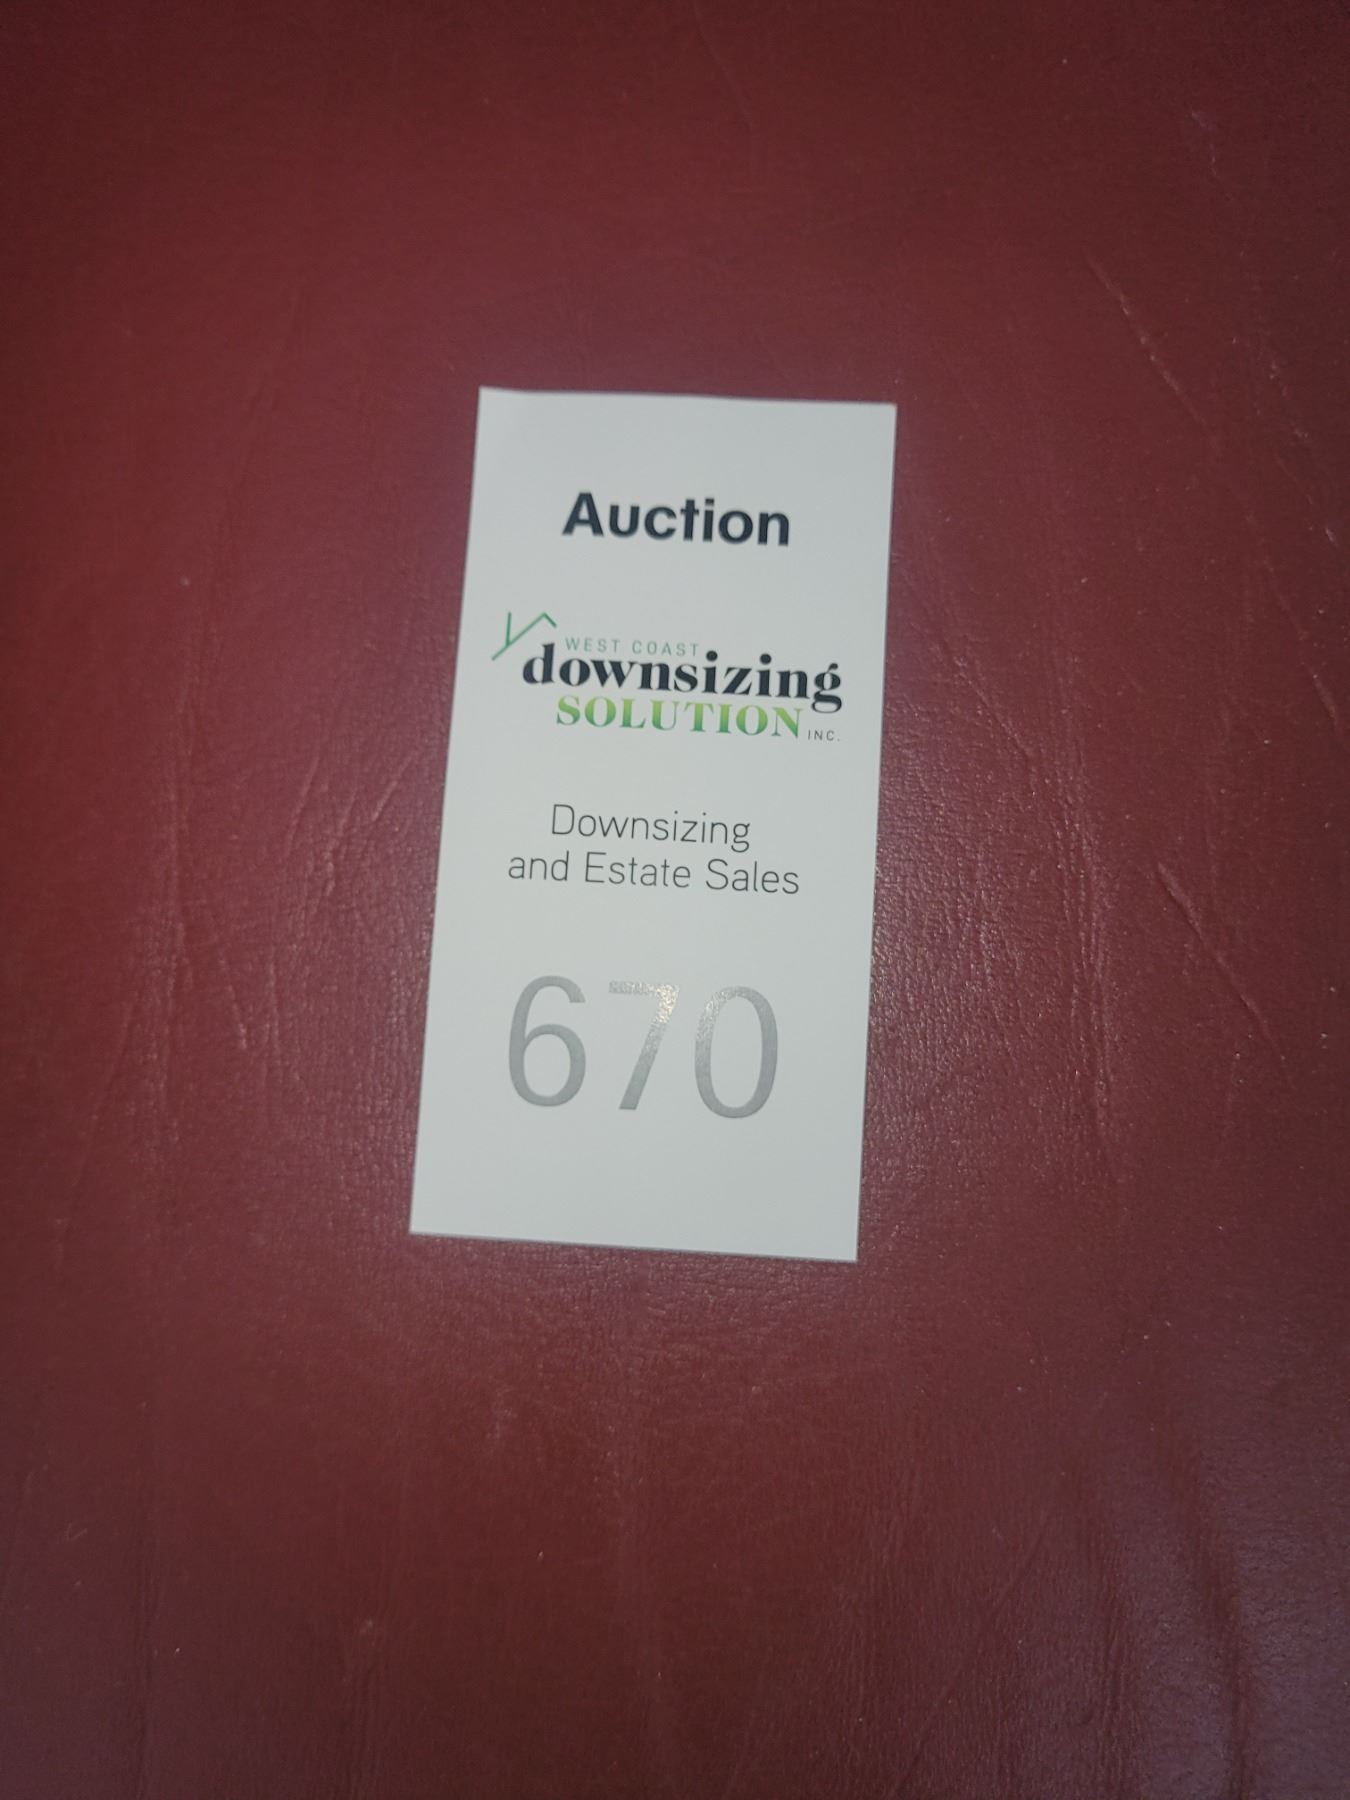 Auction
WEST COAST
downsizing
SOLUTION INC.
Downsizing
and Estate Sales
670